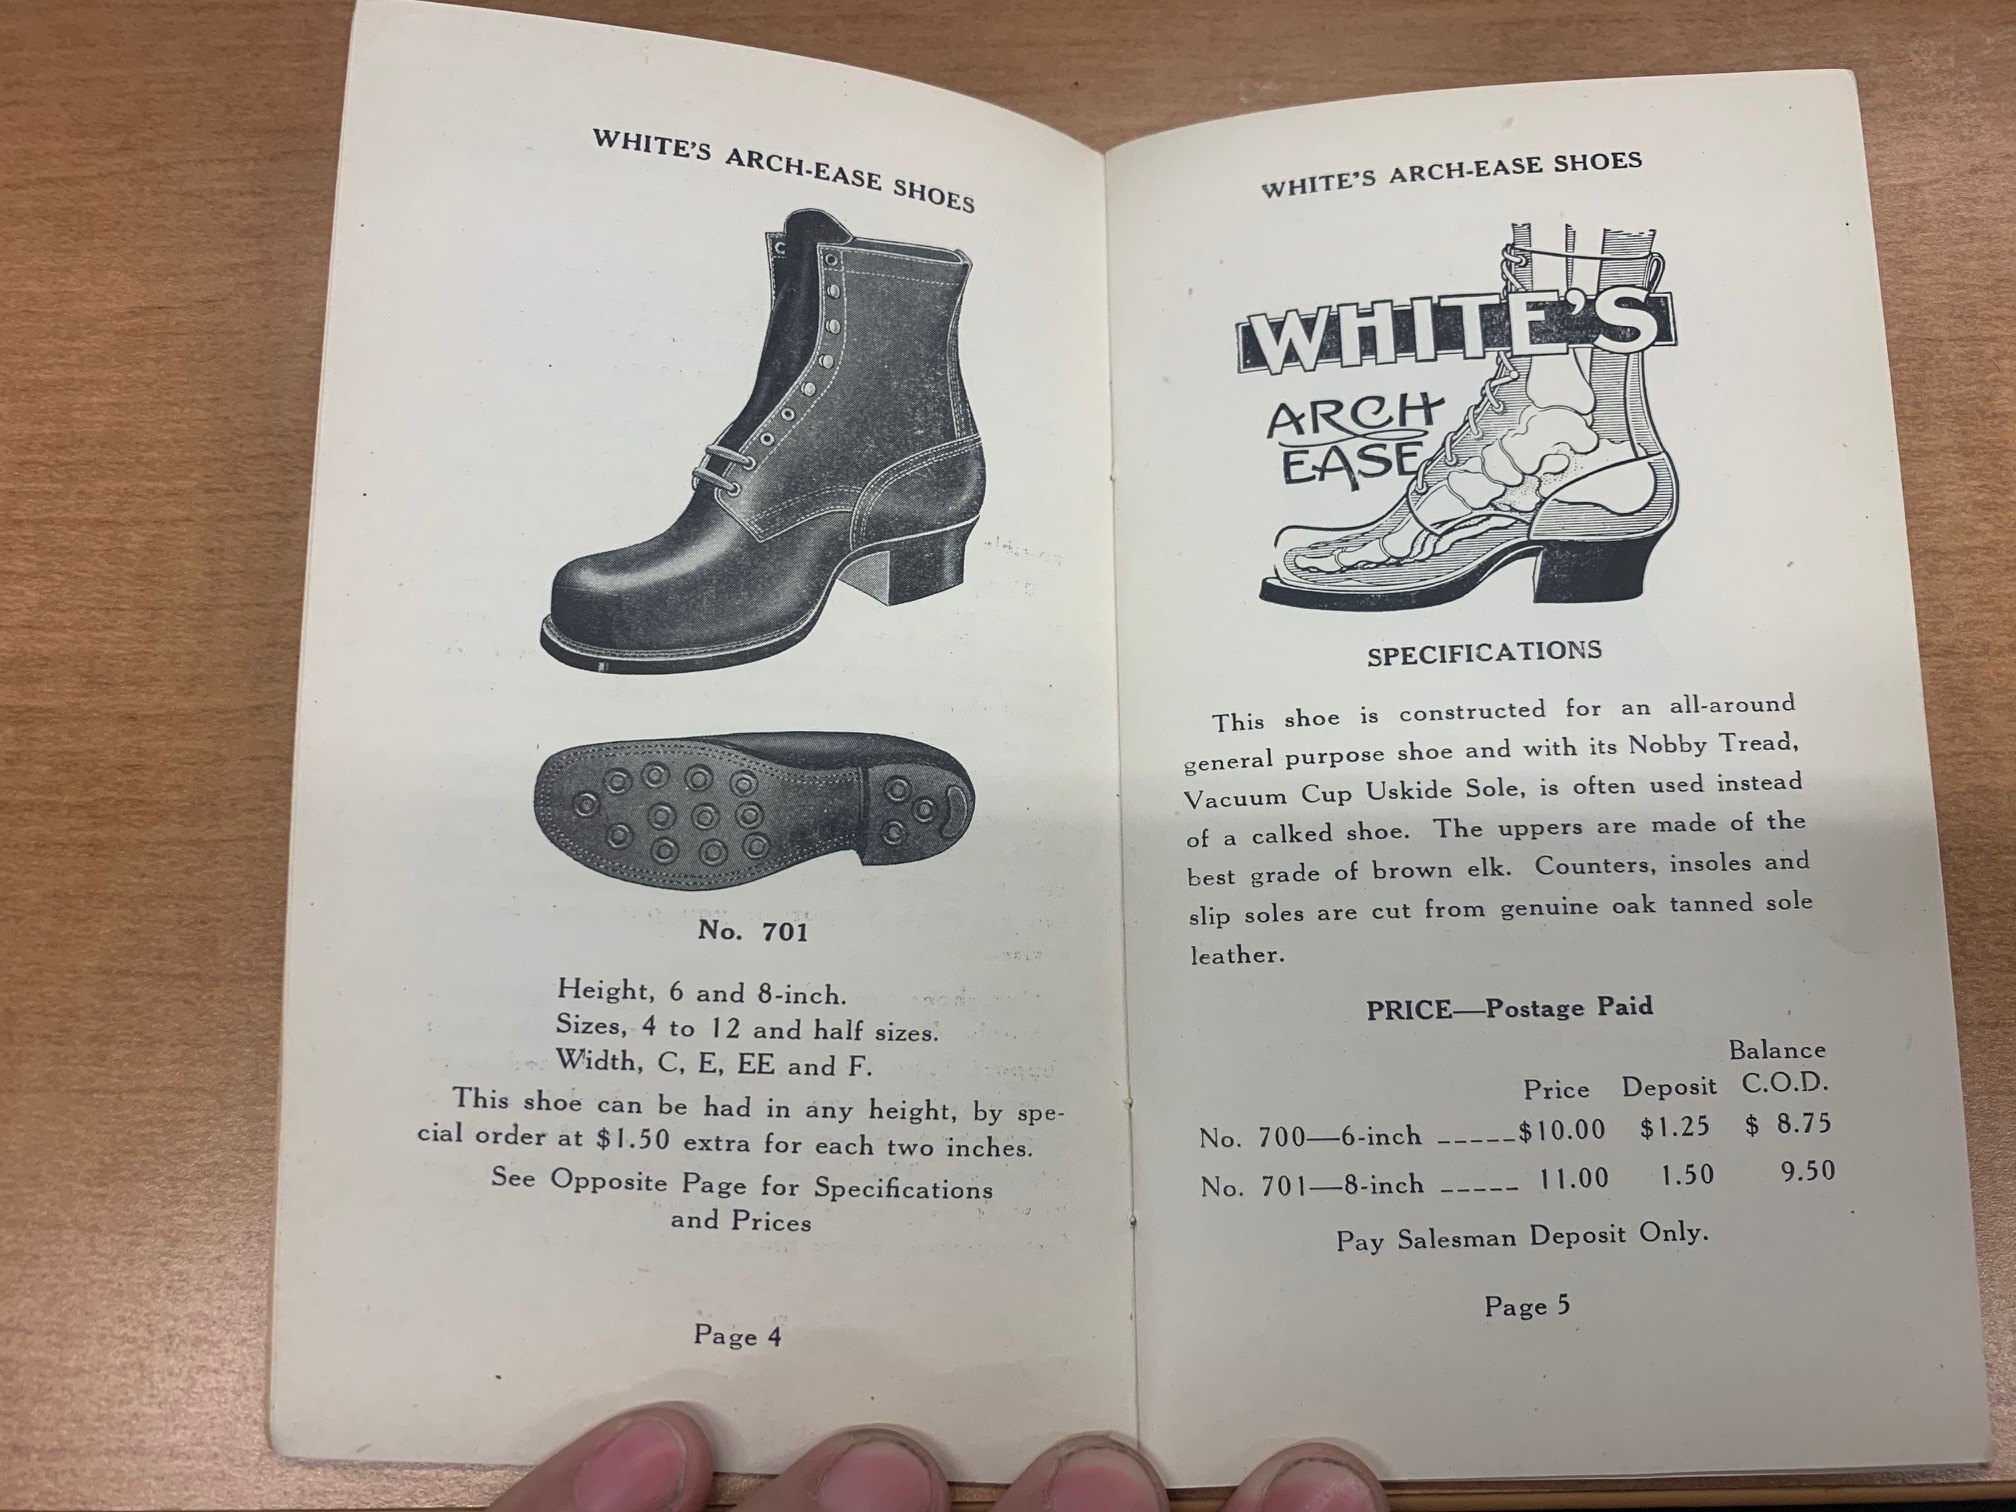 WHITE'S ARCH-EASE SHOES
No. 701
Height, 6 and 8-inch.
Sizes, 4 to 12 and half sizes.
Width, C, E, EE and F.
This shoe can be had in any height, by spe-
cial order at $1.50 extra for each two inches.
See Opposite Page for Specifications
and Prices
Page 4
WHITE'S ARCH-EASE SHOES
WHITE'S
ARCH
EASE
SPECIFICATIONS
This shoe is constructed for an all-around
general purpose shoe and with its Nobby Tread,
Vacuum Cup Uskide Sole, is often used instead
of a calked shoe. The uppers are made of the
best grade of brown elk. Counters, insoles and
slip soles are cut from genuine oak tanned sole
leather.
PRICE—Postage Paid
Balance
Price Deposit C.O.D.
No. 700—6-inch _____$10.00 $1.25 $ 8.75
No. 701—8-inch _____ 11.00 1.50 9.50
Pay Salesman Deposit Only.
Page 5